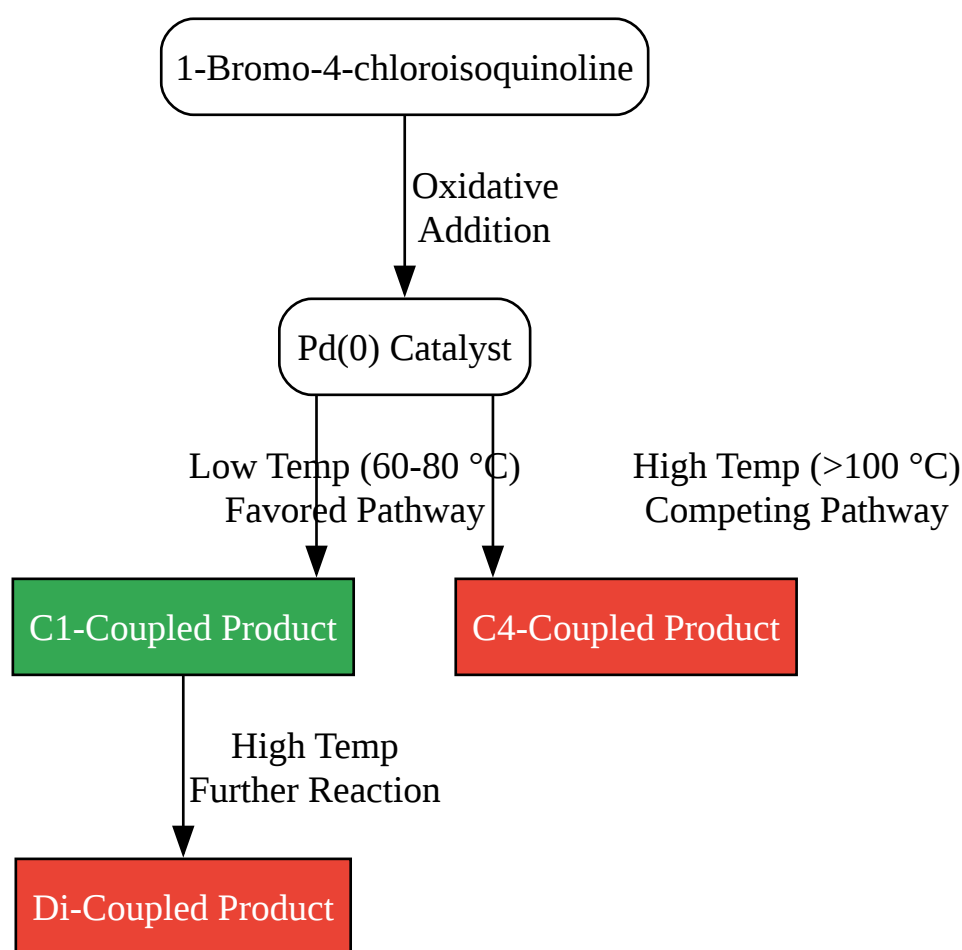 1-Bromo-4-chloroisoquinoline
Oxidative
Addition
Pd(0) Catalyst
Low Temp (60-80 °C)
Favored Pathway
High Temp (>100 °C)
Competing Pathway
C1-Coupled Product
C4-Coupled Product
High Temp
Further Reaction
Di-Coupled Product